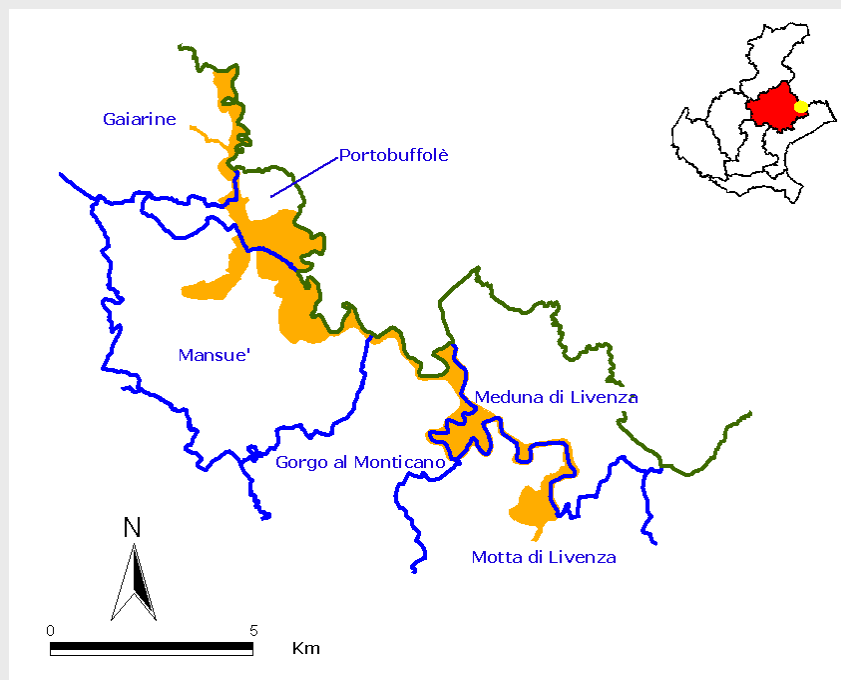 Gaiarine
Portobuffolè
Mansue'
Meduna di Livenza
Gorgo al Monticano
Motta di Livenza
N
0 5
Km